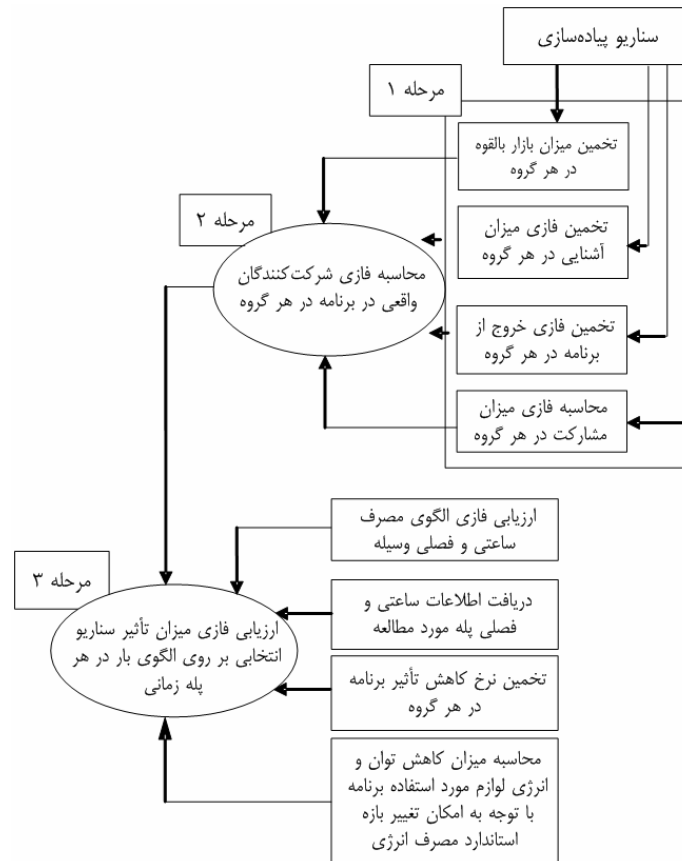 سناریو پیاده‌سازی
مرحله ۱
تخمین میزان بازار بالقوه
در هر گروه
تخمین فازی میزان
آشنایی در هر گروه
تخمین فازی خروج از
برنامه در هر گروه
محاسبه فازی میزان
مشارکت در هر گروه
مرحله ۲
محاسبه فازی شرکت‌کنندگان
واقعی در برنامه در هر گروه
ارزیابی فازی الگوی مصرف
ساعتی و فصلی وسیله
دریافت اطلاعات ساعتی و
فصلی پله مورد مطالعه
تخمین نرخ کاهش تأثیر برنامه
در هر گروه
محاسبه میزان کاهش توان و
انرژی لوازم مورد استفاده برنامه
با توجه به امکان تغییر بازه
استاندارد مصرف انرژی
مرحله ۳
ارزیابی فازی میزان تأثیر سناریو
انتخابی بر روی الگوی بار در هر
پله زمانی